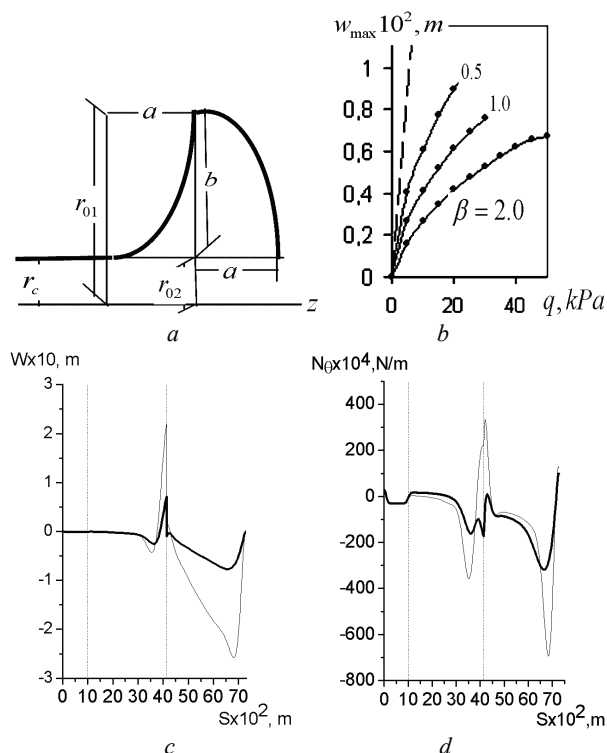 a
b
r01
rc
r02
a
z
a
wmax 10², m
1
0,8
0,6
0,4
0,2
0
0.5
1.0
β = 2.0
0 20 40 q, kPa
b
Wx10, m
3
2
1
0
-1
-2
-3
0 10 20 30 40 50 60 70
Sx10², m
c
Nθx10⁴, N/m
400
200
0
-200
-400
-600
-800
0 10 20 30 40 50 60 70
Sx10², m
d